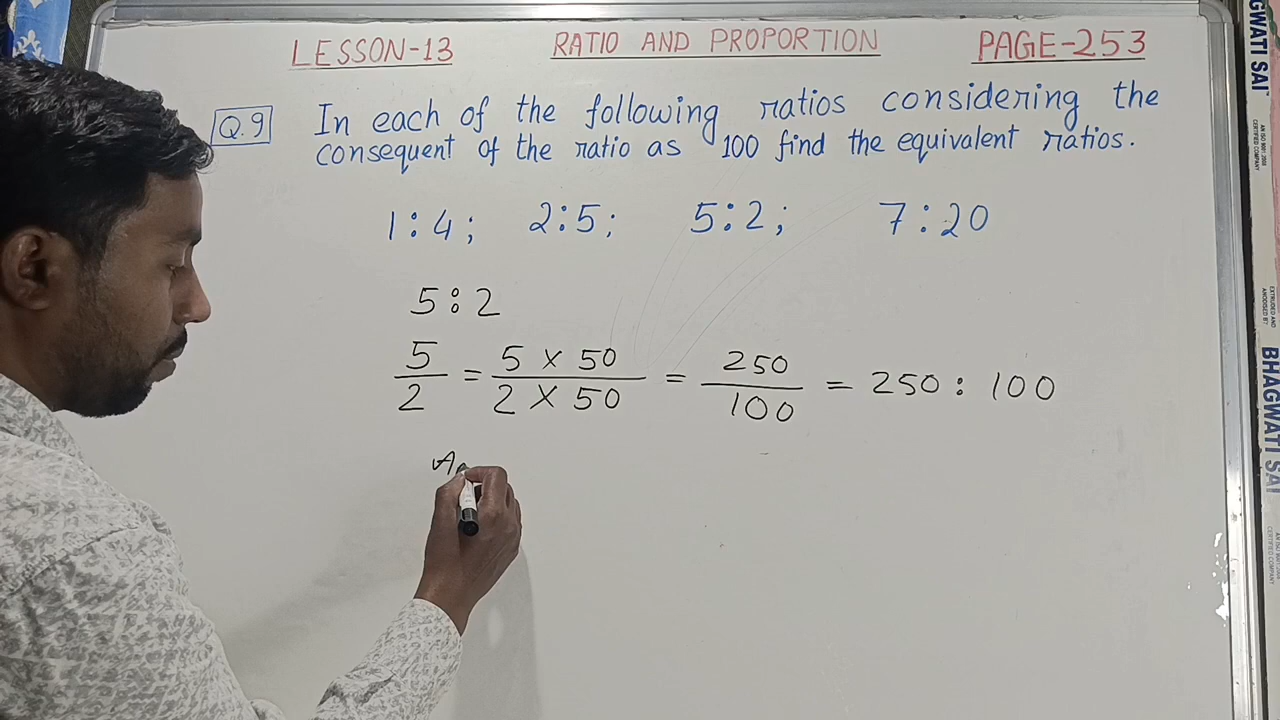 LESSON-13 RATIO AND PROPORTION PAGE-253
Q.9 In each of the following ratios considering the
consequent of the ratio as 100 find the equivalent ratios.
1:4; 2:5; 5:2; 7:20
5:2
5/2 = 5 × 50 / 2 × 50 = 250/100 = 250 : 100
BHAGWATI SAI